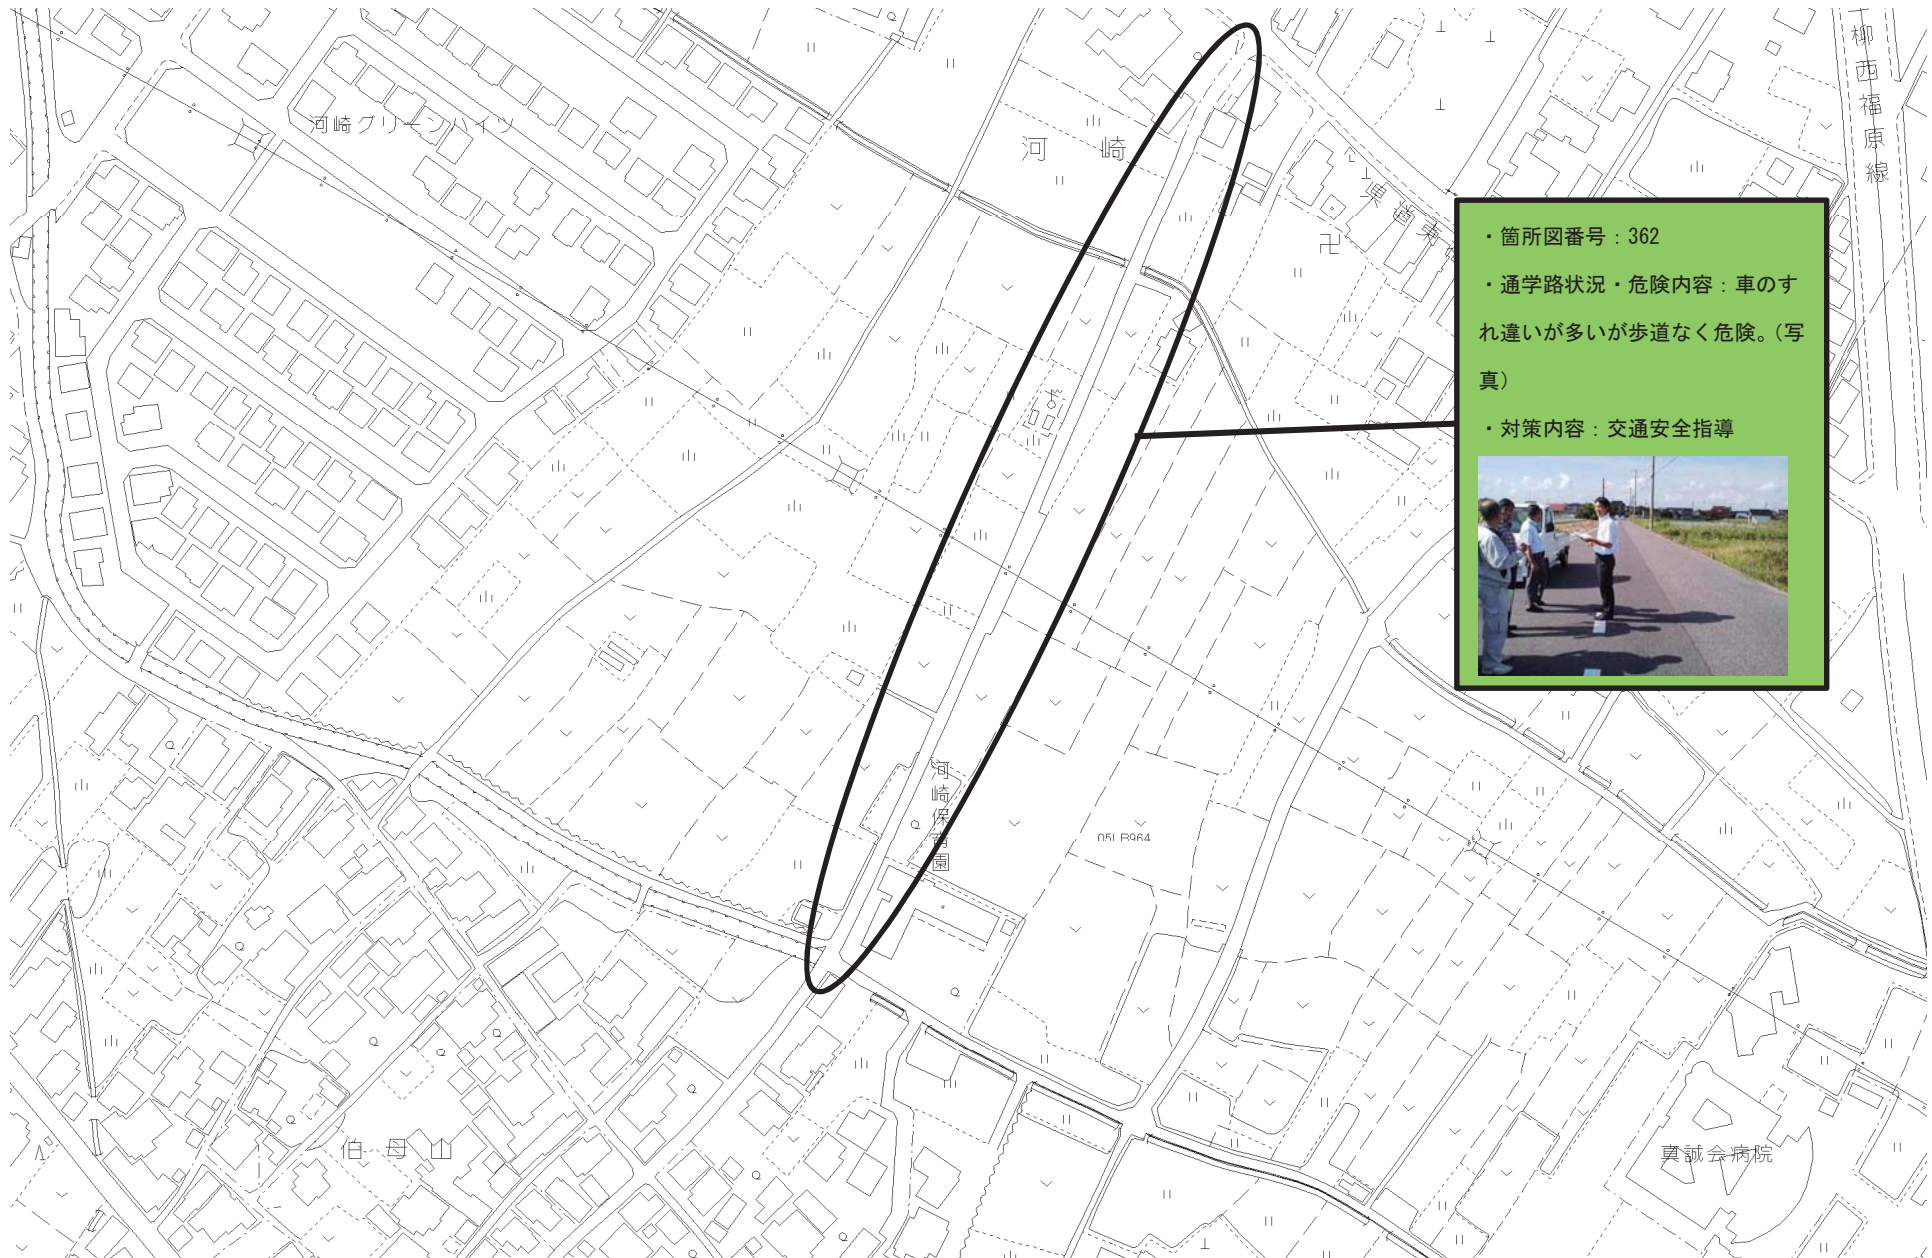 河崎グリーンハイツ
河崎
柳西福原線
・箇所図番号：362
・通学路状況・危険内容：車のす
れ違いが多いが歩道なく危険。（写
真）
・対策内容：交通安全指導
河崎保育園
伯母山
真誠会病院